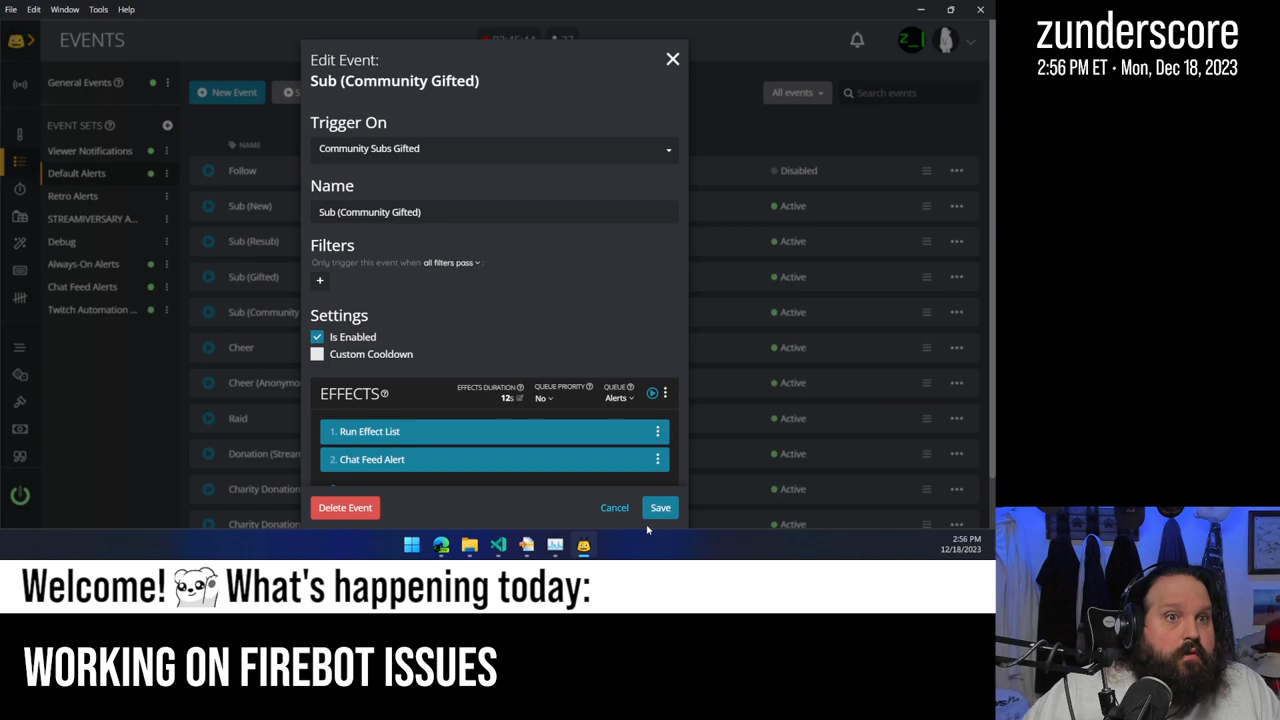 File Edit Window Tools Help
EVENTS
General Events
EVENT SETS
Viewer Notifications
Default Alerts
Retro Alerts
STREAMIVERSARY A...
Debug
Always-On Alerts
Chat Feed Alerts
Twitch Automation ...
New Event
NAME
Follow
Sub (New)
Sub (Resub)
Sub (Gifted)
Sub (Community
Cheer
Cheer (Anonymo
Raid
Donation (Stream
Charity Donation
Charity Donation
Edit Event:
Sub (Community Gifted)
Trigger On
Community Subs Gifted
Name
Sub (Community Gifted)
Filters
Only trigger this event when all filters pass :
Settings
Is Enabled
Custom Cooldown
EFFECTS
EFFECTS DURATION
12s
QUEUE PRIORITY
No
QUEUE
Alerts
1. Run Effect List
2. Chat Feed Alert
Delete Event
Cancel
Save
All events
Search events
Disabled
Active
Active
Active
Active
Active
Active
Active
Active
Active
Active
2:56 PM
12/18/2023
zunderscore
2:56 PM ET • Mon, Dec 18, 2023
Welcome! What's happening today:
WORKING ON FIREBOT ISSUES